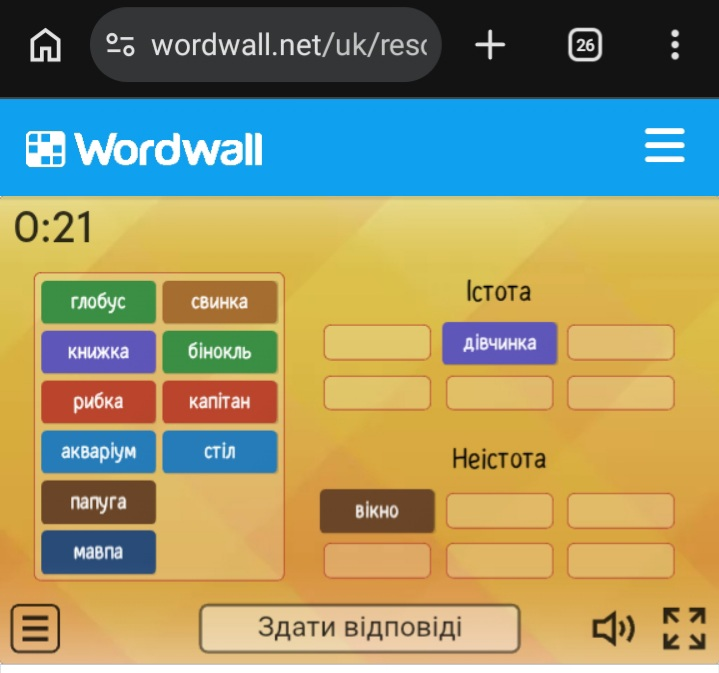 wordwall.net/uk/reso
26
Wordwall
0:21
глобус свинка
книжка бінокль
рибка капітан
акваріум стіл
папуга
мавпа
Істота
дівчинка
Неістота
вікно
Здати відповіді